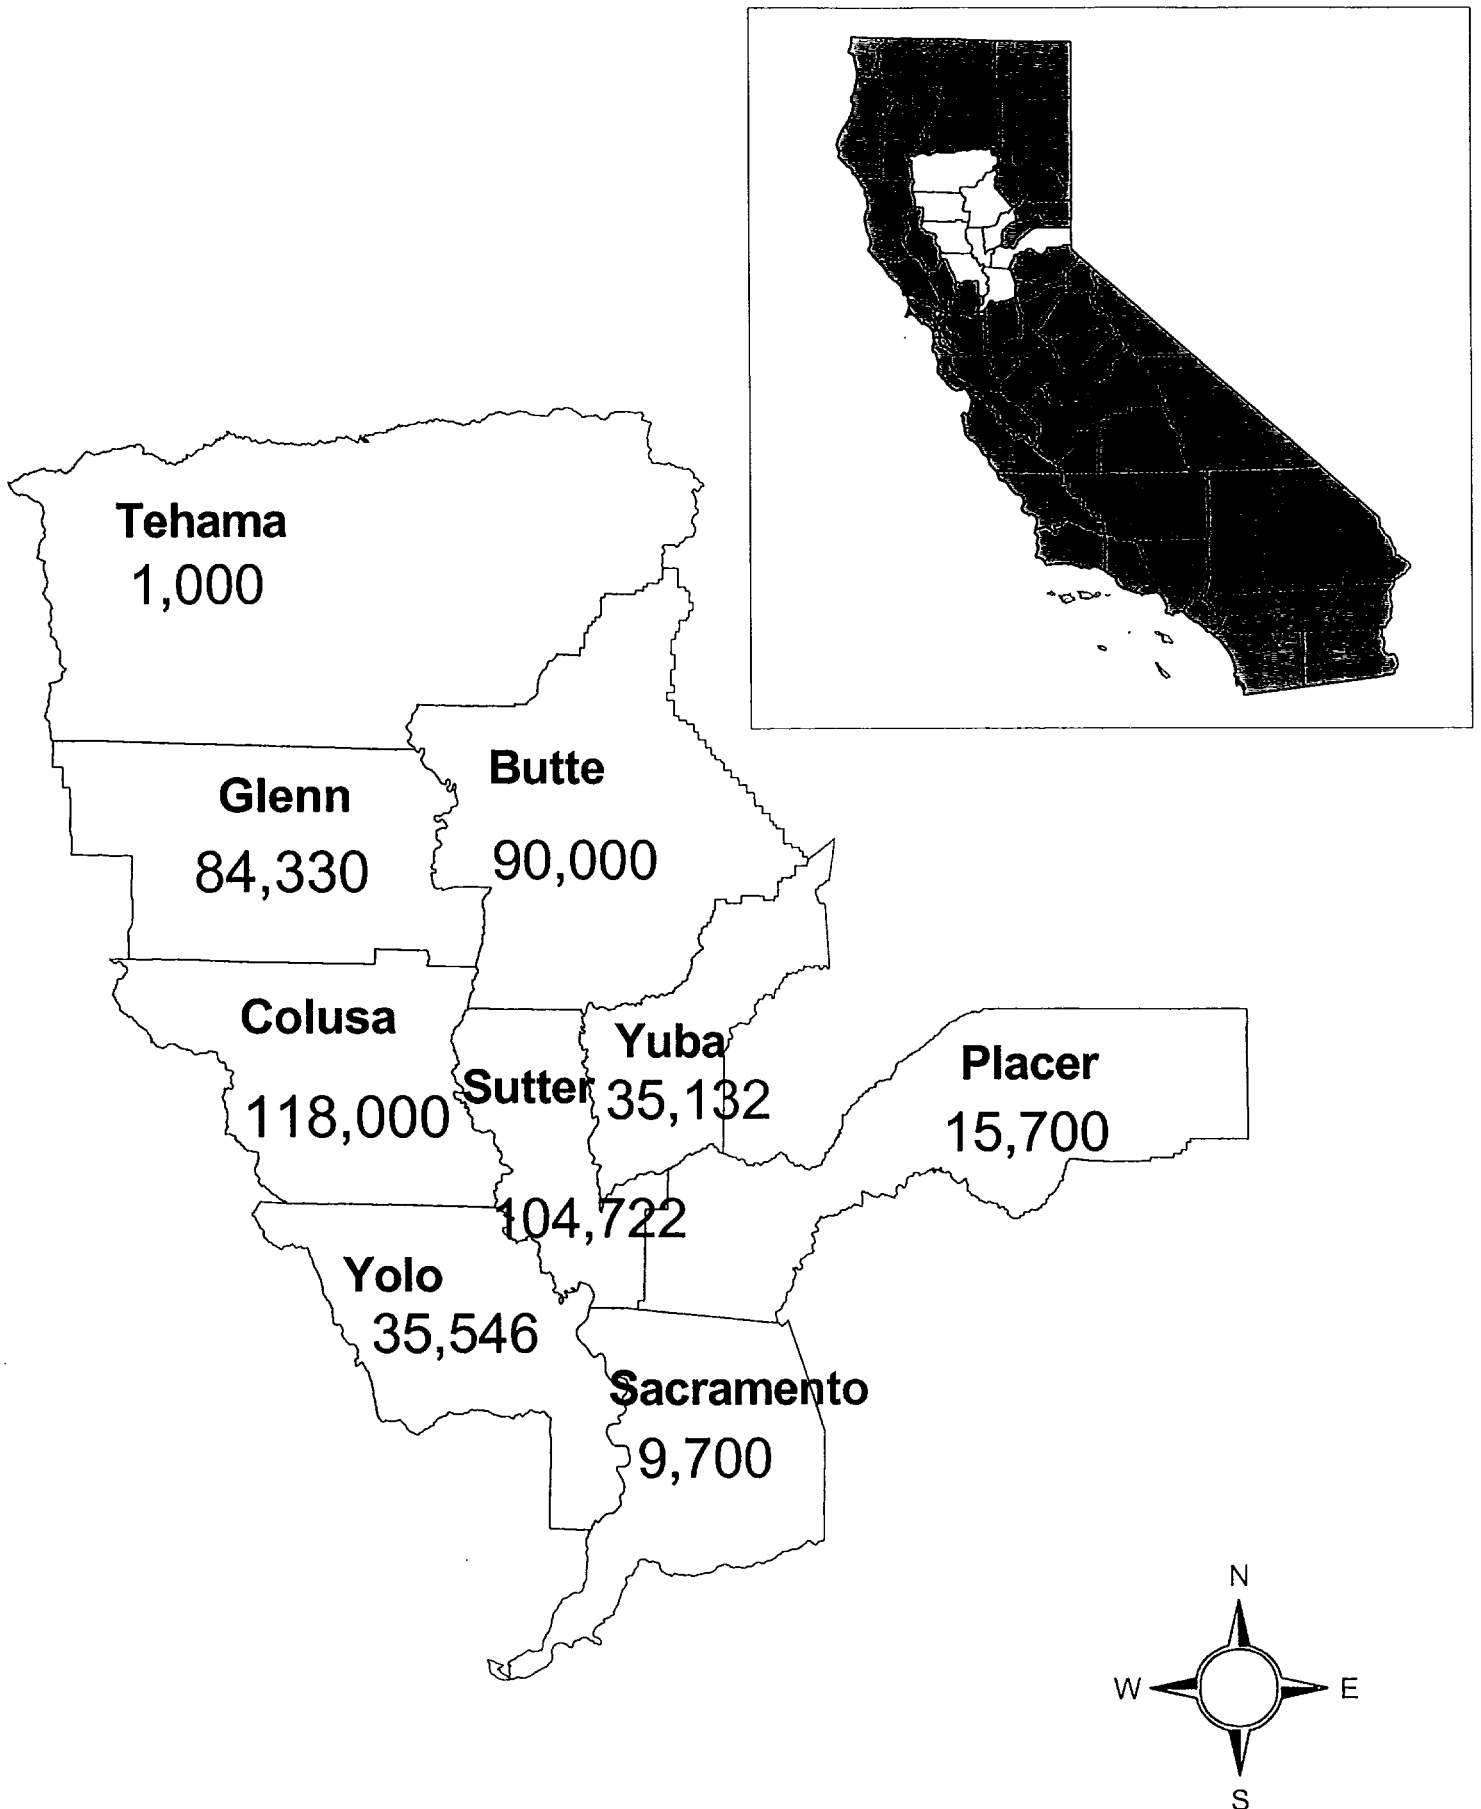 Tehama
1,000
Butte
90,000
Glenn
84,330
Colusa
118,000
Sutter
104,722
Yuba
35,132
Placer
15,700
Yolo
35,546
Sacramento
9,700
N
W
E
S